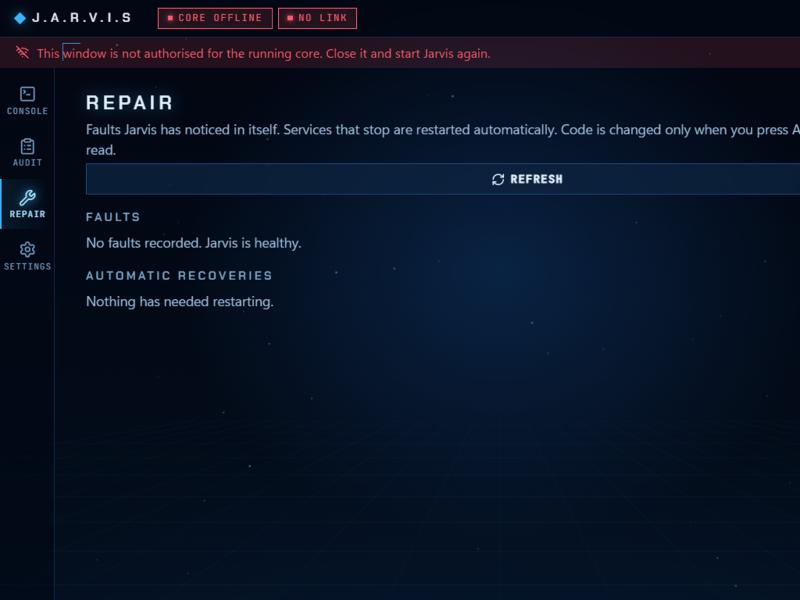 J.A.R.V.I.S
CORE OFFLINE
NO LINK
This window is not authorised for the running core. Close it and start Jarvis again.
CONSOLE
AUDIT
REPAIR
SETTINGS
REPAIR
Faults Jarvis has noticed in itself. Services that stop are restarted automatically. Code is changed only when you press A
read.
REFRESH
FAULTS
No faults recorded. Jarvis is healthy.
AUTOMATIC RECOVERIES
Nothing has needed restarting.